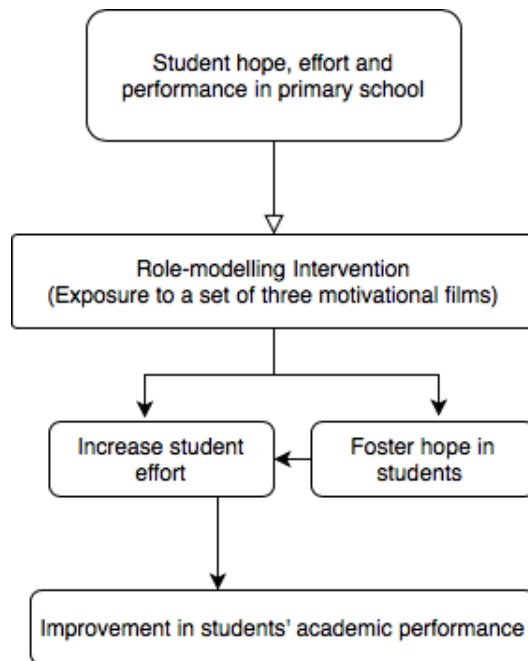 Student hope, effort and
performance in primary school
Role-modelling Intervention
(Exposure to a set of three motivational films)
Increase student
effort
Foster hope in
students
Improvement in students' academic performance